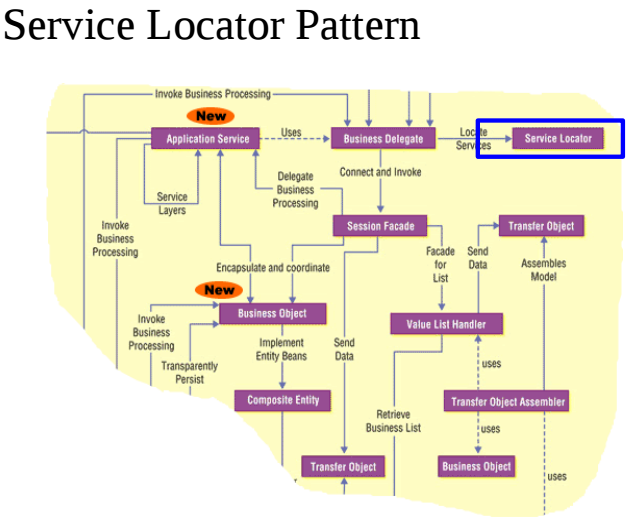 Service Locator Pattern
Invoke Business Processing
New
Application Service
Uses
Business Delegate
Locate
Services
Service Locator
Connect and Invoke
Delegate
Business
Processing
Service
Layers
Invoke
Business
Processing
Session Facade
Transfer Object
Facade
for
List
Send
Data
Assembles
Model
Encapsulate and coordinate
New
Business Object
Value List Handler
Invoke
Business
Processing
Implement
Entity Beans
Send
Data
Transparently
Persist
uses
Composite Entity
Transfer Object Assembler
Retrieve
Business List
uses
Transfer Object
Business Object
uses